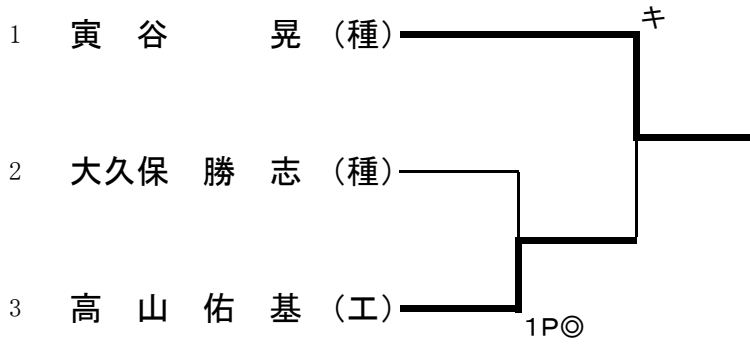 キ
1 寅 谷 晃 (種)
2 大久保 勝 志 (種)
3 高 山 佑 基 (工)
1P◎